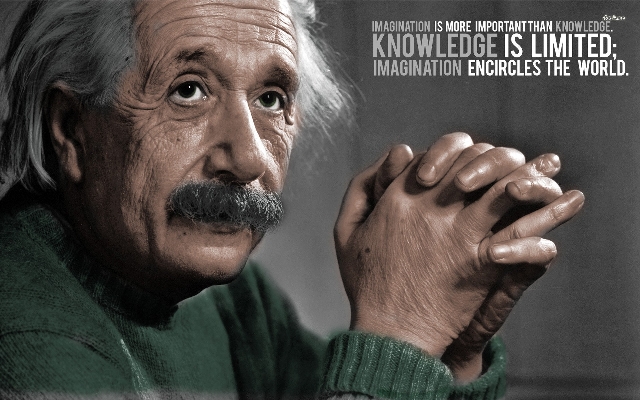 IMAGINATION IS MORE IMPORTANT THAN KNOWLEDGE.
KNOWLEDGE IS LIMITED;
IMAGINATION ENCIRCLES THE WORLD.